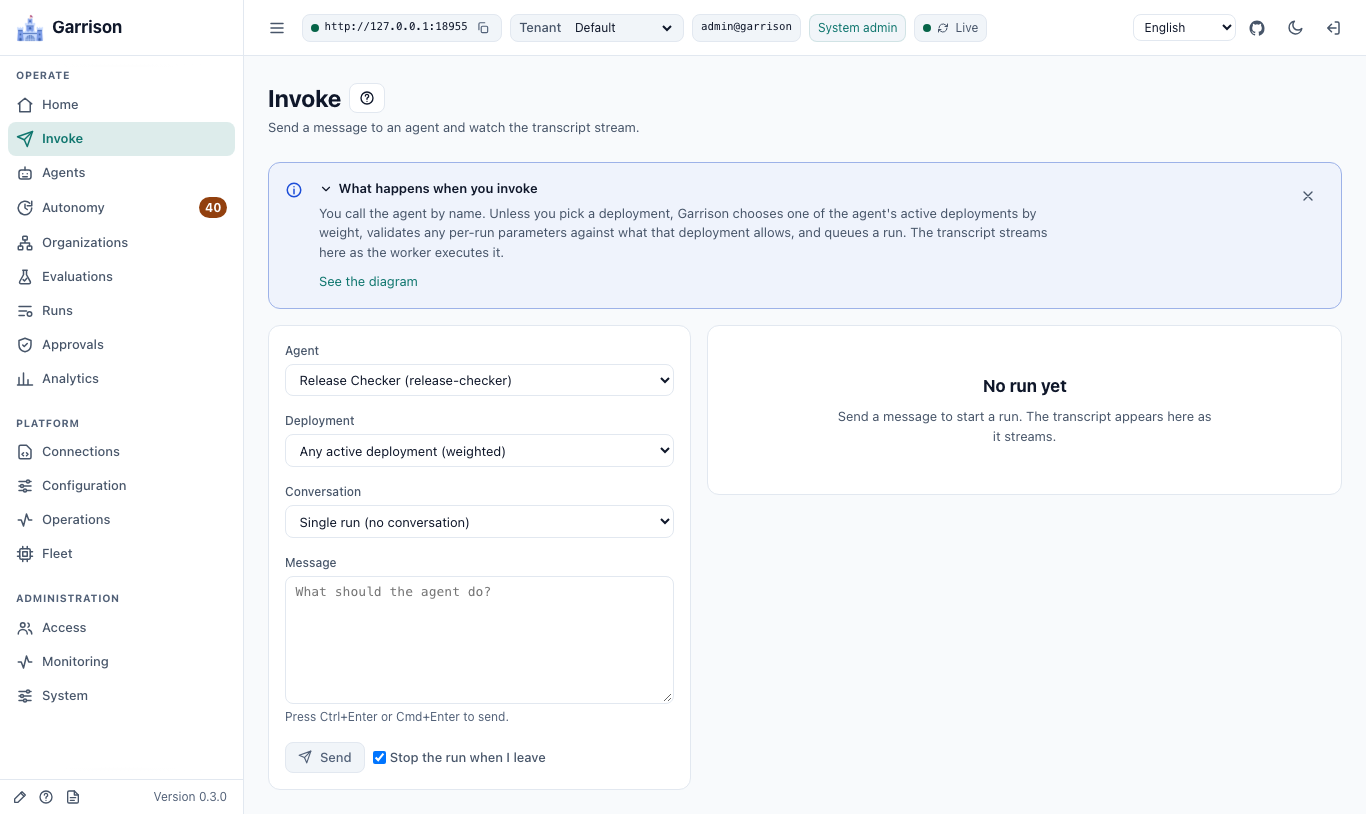 Garrison
http://127.0.0.1:18955
Tenant Default
admin@garrison
System admin
Live
English
OPERATE
Home
Invoke
Agents
Autonomy 40
Organizations
Evaluations
Runs
Approvals
Analytics
PLATFORM
Connections
Configuration
Operations
Fleet
ADMINISTRATION
Access
Monitoring
System
Version 0.3.0
Invoke
Send a message to an agent and watch the transcript stream.
What happens when you invoke
You call the agent by name. Unless you pick a deployment, Garrison chooses one of the agent's active deployments by
weight, validates any per-run parameters against what that deployment allows, and queues a run. The transcript streams
here as the worker executes it.
See the diagram
Agent
Release Checker (release-checker)
Deployment
Any active deployment (weighted)
Conversation
Single run (no conversation)
Message
What should the agent do?
Press Ctrl+Enter or Cmd+Enter to send.
Send
Stop the run when I leave
No run yet
Send a message to start a run. The transcript appears here as
it streams.